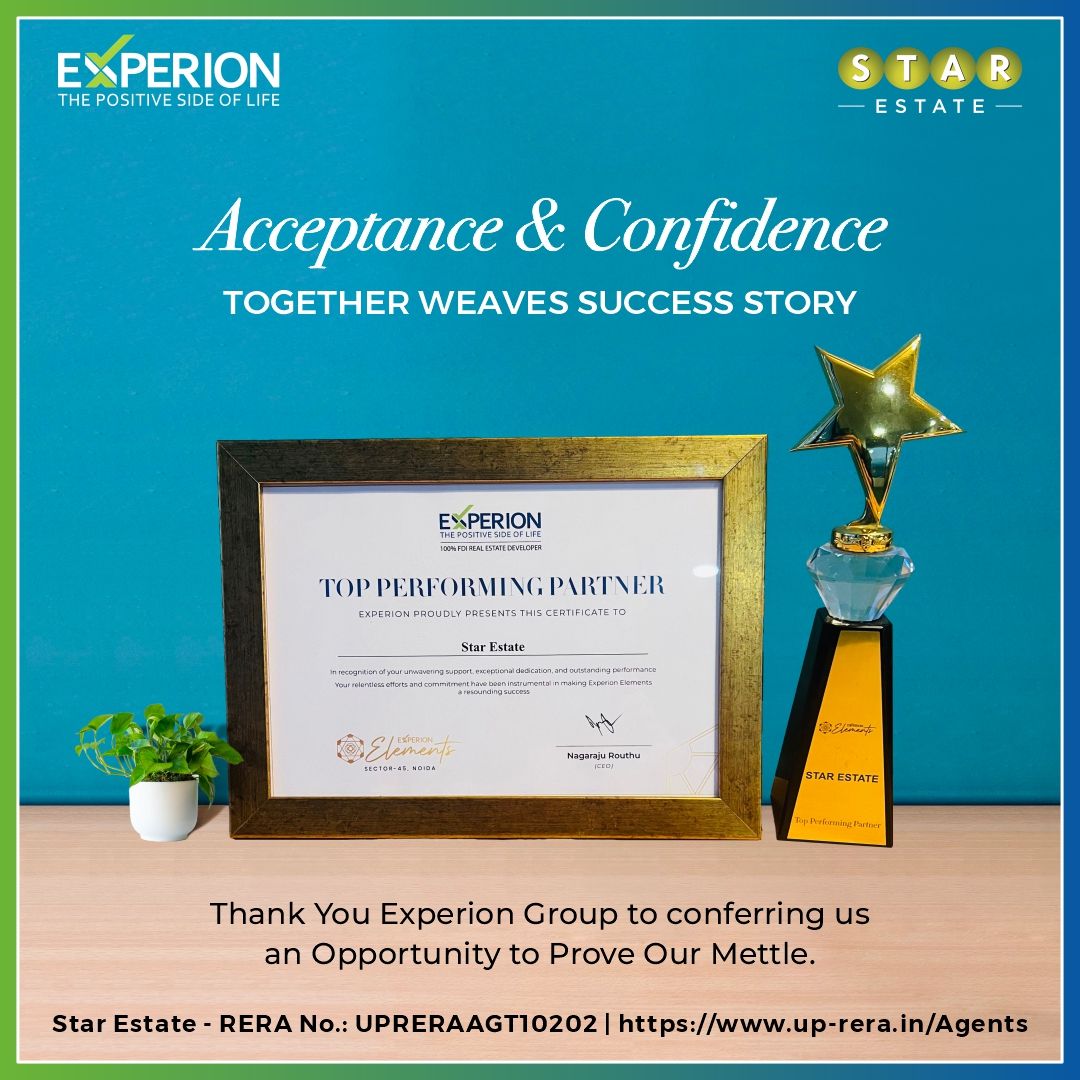 EXPERION
THE POSITIVE SIDE OF LIFE
STAR
ESTATE
Acceptance & Confidence
TOGETHER WEAVES SUCCESS STORY
EXPERION
THE POSITIVE SIDE OF LIFE
100% FDI REAL ESTATE DEVELOPER
TOP PERFORMING PARTNER
EXPERION PROUDLY PRESENTS THIS CERTIFICATE TO
Star Estate
In recognition of your unwavering support, exceptional dedication, and outstanding performance
Your relentless efforts and commitment have been instrumental in making Experion Elements
a resounding success
EXPERION
Elements
SECTOR-45, NOIDA
Nagaraju Routhu
(CEO)
EXPERION
Elements
STAR ESTATE
Top Performing Partner
Thank You Experion Group to conferring us
an Opportunity to Prove Our Mettle.
Star Estate - RERA No.: UPRERAAGT10202 | https://www.up-rera.in/Agents